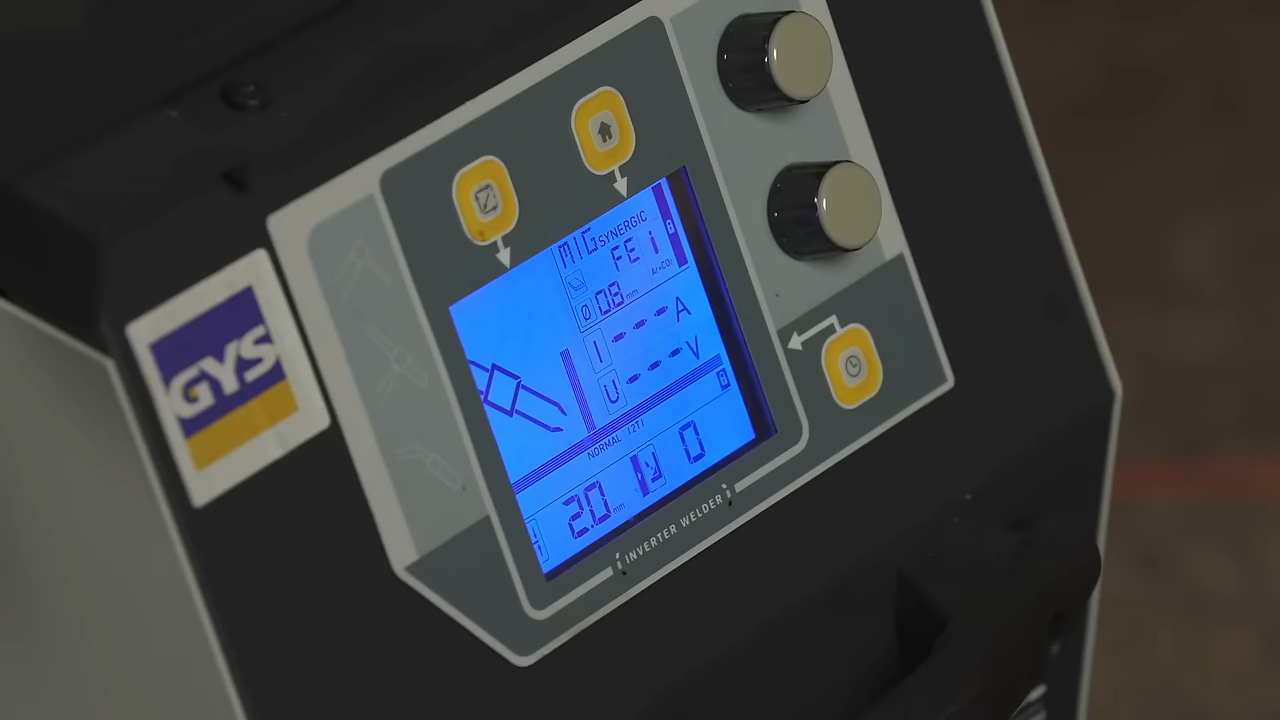 GYS
MIG SYNERGIC
FE i
Ar+CO₂
Ø 0.8 mm
I --- A
U --- V
NORMAL (2T)
2.0 mm 0
INVERTER WELDER